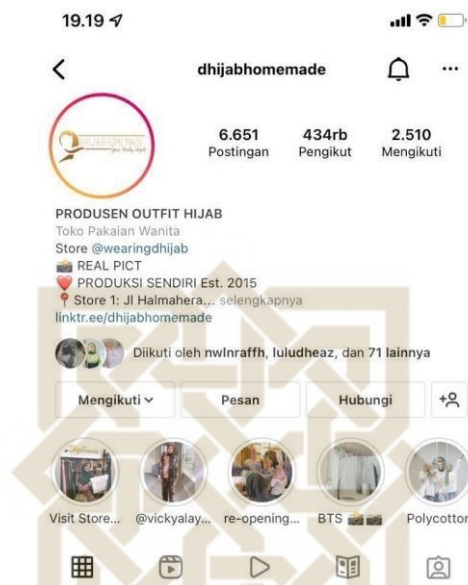 19.19
dhijabhomemade
DHIJABHOMEMADE
6.651 434rb 2.510
Postingan Pengikut Mengikuti
PRODUSEN OUTFIT HIJAB
Toko Pakaian Wanita
Store @wearingdhijab
📸 REAL PICT
❤️ PRODUKSI SENDIRI Est. 2015
📍 Store 1: Jl Halmahera... selengkapnya
linktr.ee/dhijabhomemade
Diikuti oleh nwlnraffh, luludheaz, dan 71 lainnya
Mengikuti Pesan Hubungi
Visit Store... @vickyalay... re-opening... BTS 📸📸 Polycotton